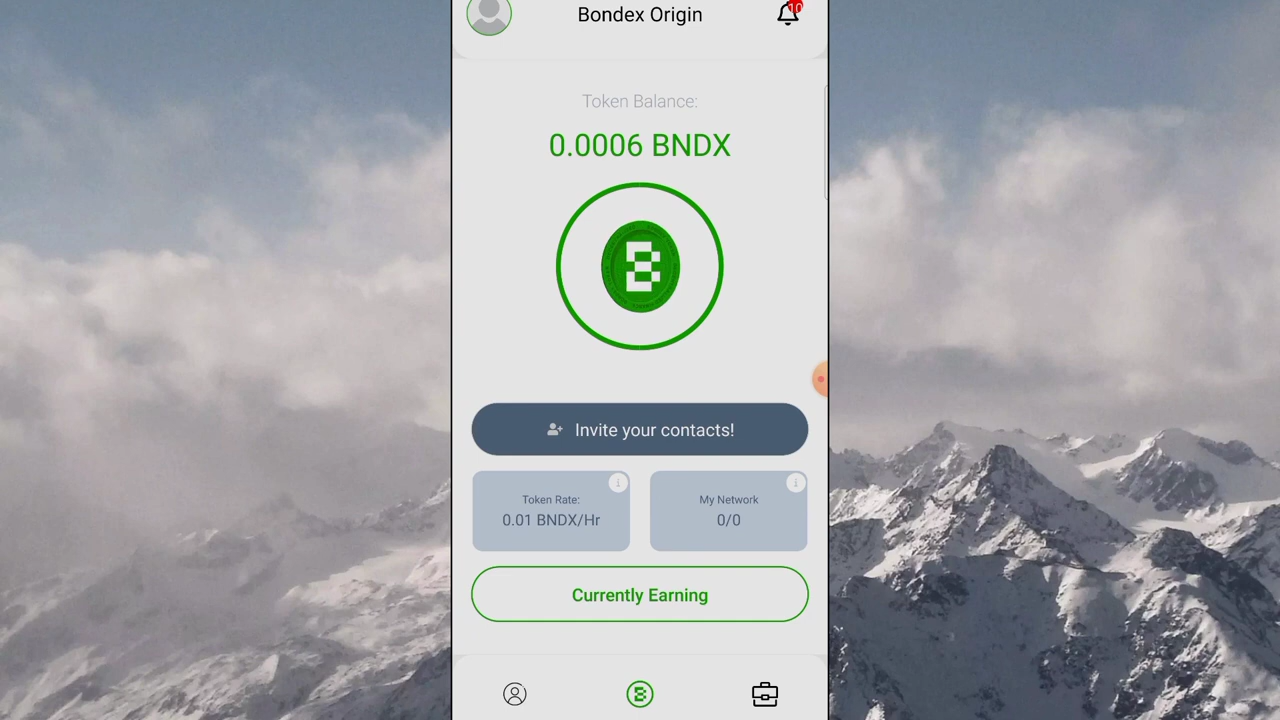 Bondex Origin
10
Token Balance:
0.0006 BNDX
Invite your contacts!
Token Rate:
0.01 BNDX/Hr
My Network
0/0
Currently Earning